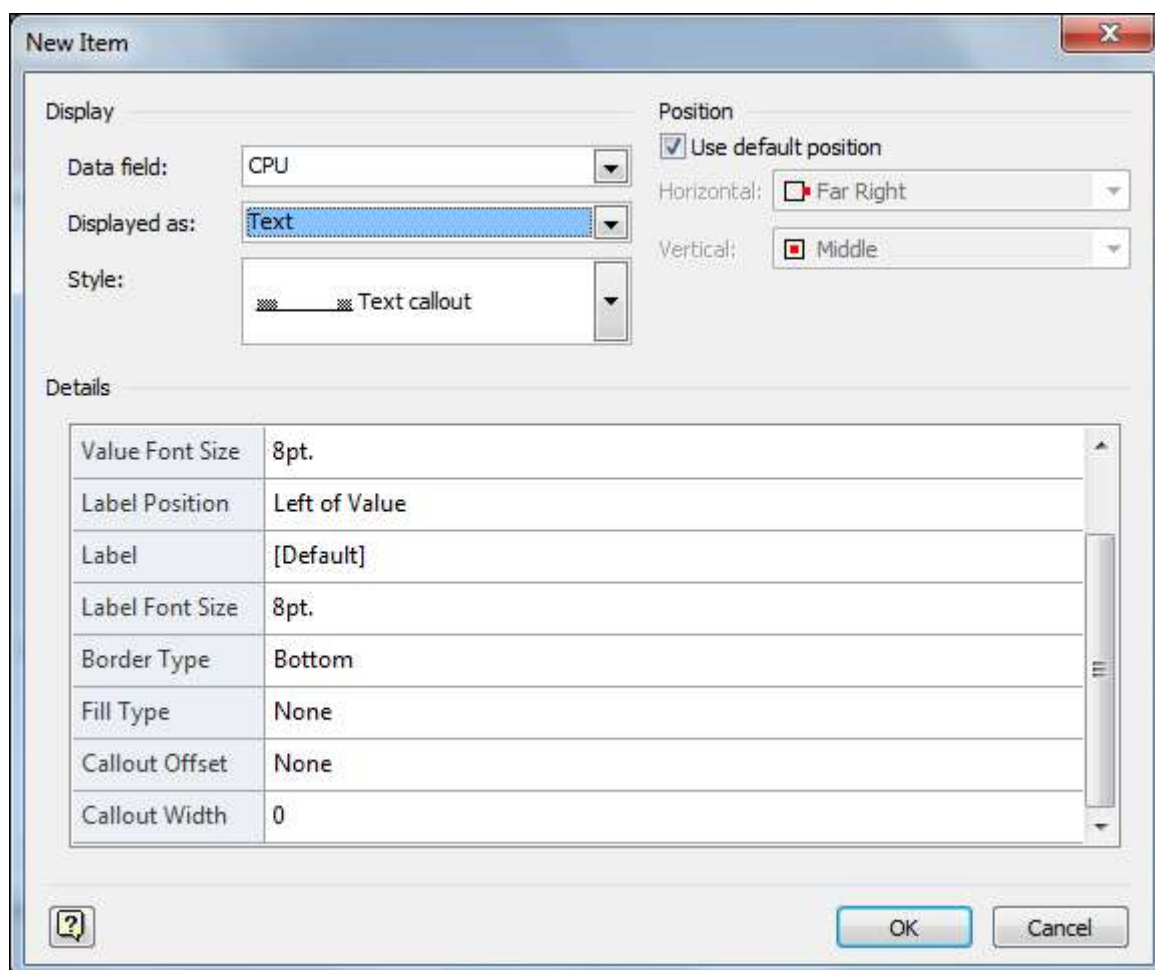 New Item
Display
Data field: CPU
Displayed as: Text
Style: Text callout
Position
Use default position
Horizontal: Far Right
Vertical: Middle
Details
Value Font Size 8pt.
Label Position Left of Value
Label [Default]
Label Font Size 8pt.
Border Type Bottom
Fill Type None
Callout Offset None
Callout Width 0
? OK Cancel